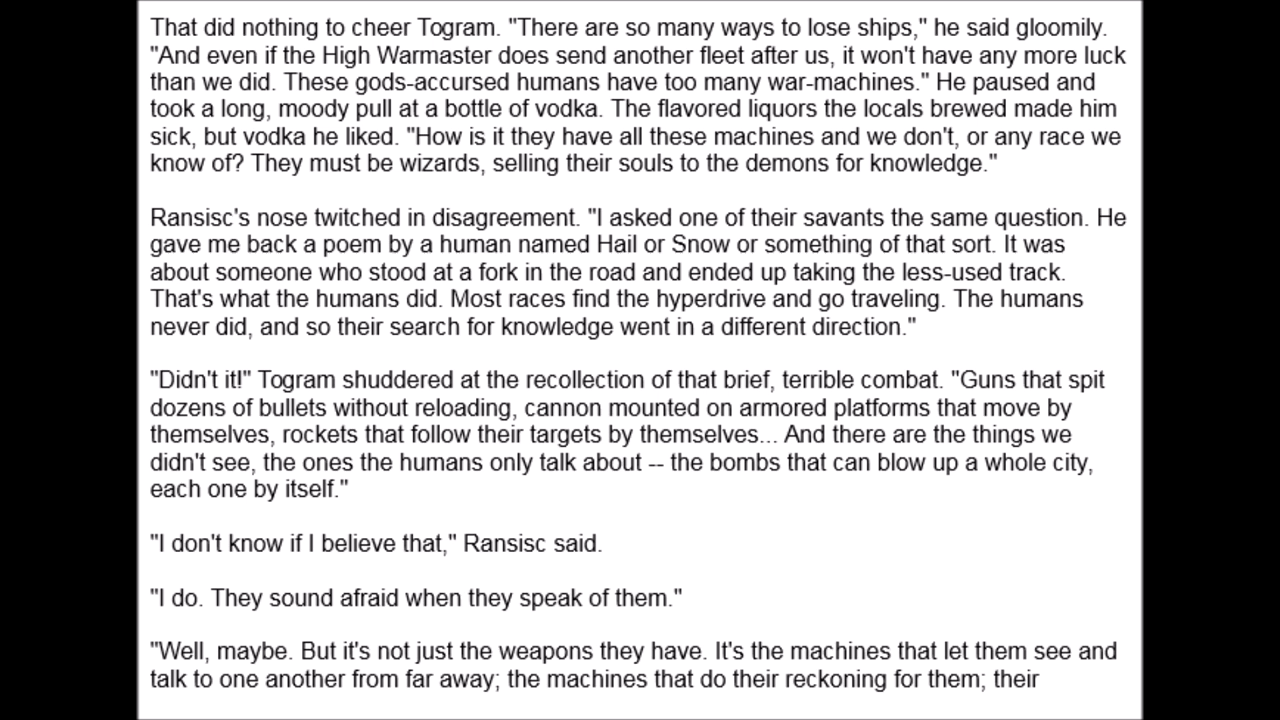 That did nothing to cheer Togram. "There are so many ways to lose ships," he said gloomily.
"And even if the High Warmaster does send another fleet after us, it won't have any more luck
than we did. These gods-accursed humans have too many war-machines." He paused and
took a long, moody pull at a bottle of vodka. The flavored liquors the locals brewed made him
sick, but vodka he liked. "How is it they have all these machines and we don't, or any race we
know of? They must be wizards, selling their souls to the demons for knowledge."
Ransisc's nose twitched in disagreement. "I asked one of their savants the same question. He
gave me back a poem by a human named Hail or Snow or something of that sort. It was
about someone who stood at a fork in the road and ended up taking the less-used track.
That's what the humans did. Most races find the hyperdrive and go traveling. The humans
never did, and so their search for knowledge went in a different direction."
"Didn't it!" Togram shuddered at the recollection of that brief, terrible combat. "Guns that spit
dozens of bullets without reloading, cannon mounted on armored platforms that move by
themselves, rockets that follow their targets by themselves... And there are the things we
didn't see, the ones the humans only talk about -- the bombs that can blow up a whole city,
each one by itself."
"I don't know if I believe that," Ransisc said.
"I do. They sound afraid when they speak of them."
"Well, maybe. But it's not just the weapons they have. It's the machines that let them see and
talk to one another from far away; the machines that do their reckoning for them; their